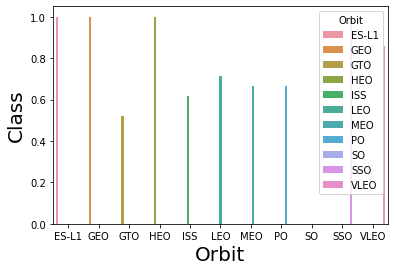 Class
1.0
0.8
0.6
0.4
0.2
0.0
Orbit
ES-L1
GEO
GTO
HEO
ISS
LEO
MEO
PO
SO
SSO
VLEO
ES-L1 GEO GTO HEO ISS LEO MEO PO SO SSO VLEO
Orbit